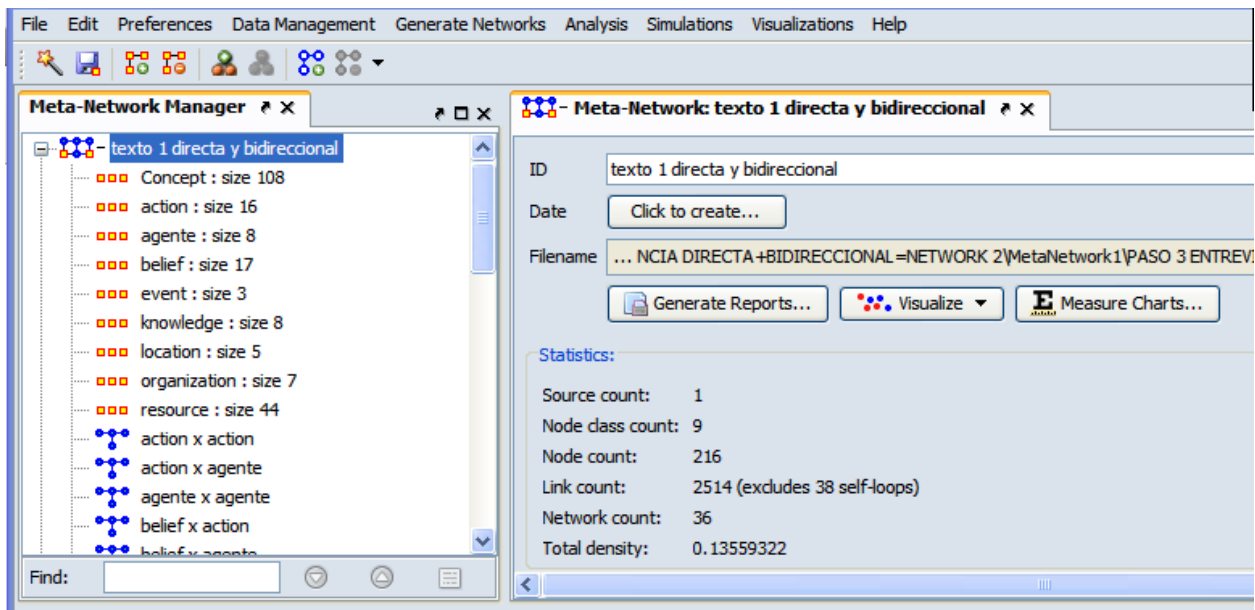 File Edit Preferences Data Management Generate Networks Analysis Simulations Visualizations Help
Meta-Network Manager
texto 1 directa y bidireccional
Concept : size 108
action : size 16
agente : size 8
belief : size 17
event : size 3
knowledge : size 8
location : size 5
organization : size 7
resource : size 44
action x action
action x agente
agente x agente
belief x action
belief x agente
Find:
Meta-Network: texto 1 directa y bidireccional
ID texto 1 directa y bidireccional
Date Click to create...
Filename ... NCIA DIRECTA+BIDIRECCIONAL=NETWORK 2\MetaNetwork1\PASO 3 ENTREVI
Generate Reports... Visualize E Measure Charts...
Statistics:
Source count: 1
Node class count: 9
Node count: 216
Link count: 2514 (excludes 38 self-loops)
Network count: 36
Total density: 0.13559322